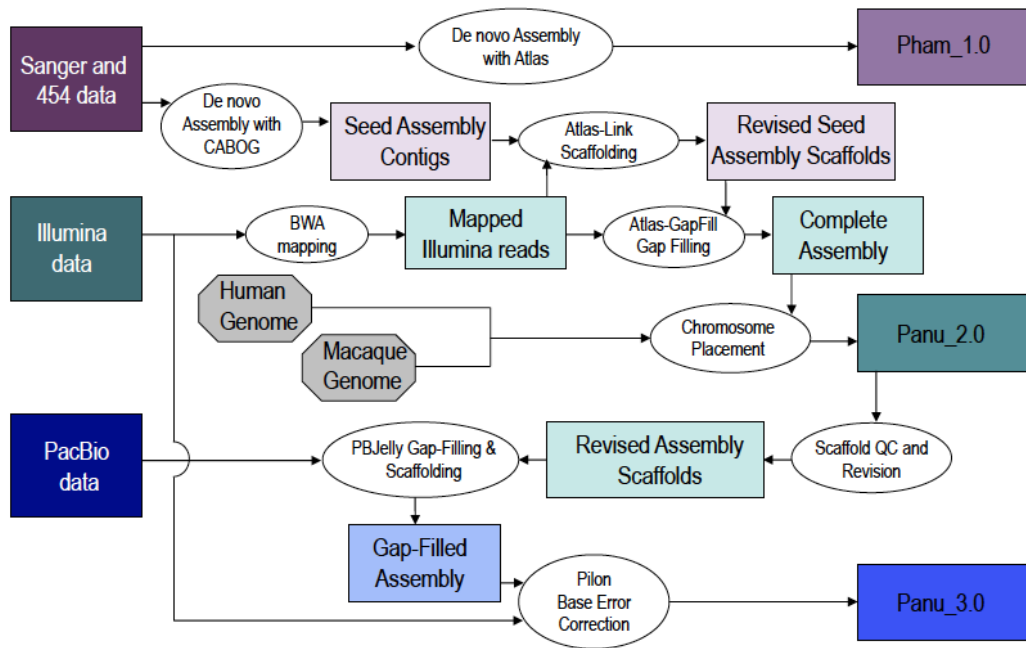 De novo Assembly
with Atlas
Pham_1.0
Sanger and
454 data
De novo
Assembly with
CABOG
Seed Assembly
Contigs
Atlas-Link
Scaffolding
Revised Seed
Assembly Scaffolds
Illumina
data
BWA
mapping
Mapped
Illumina reads
Atlas-GapFill
Gap Filling
Complete
Assembly
Human
Genome
Macaque
Genome
Chromosome
Placement
Panu_2.0
PacBio
data
PBJelly Gap-Filling &
Scaffolding
Revised Assembly
Scaffolds
Scaffold QC and
Revision
Gap-Filled
Assembly
Pilon
Base Error
Correction
Panu_3.0